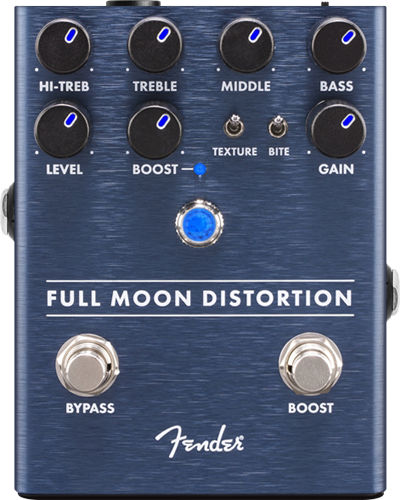 HI-TREB TREBLE MIDDLE BASS
LEVEL BOOST TEXTURE BITE GAIN
FULL MOON DISTORTION
BYPASS BOOST
Fender